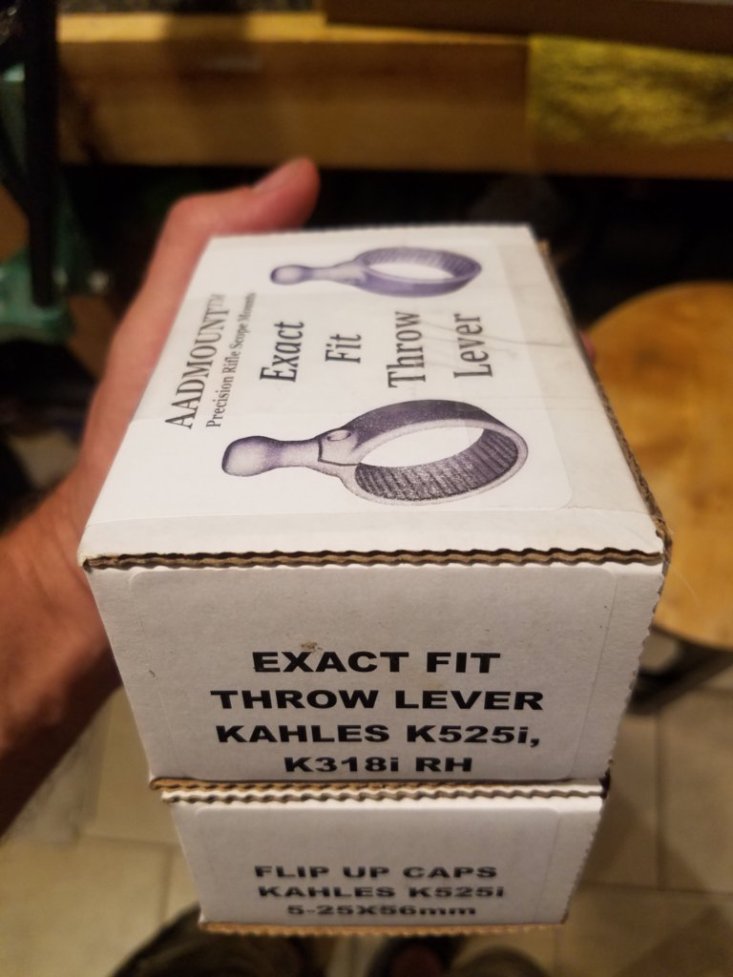 AADMOUNT™
Precision Rifle Scope Mounts
Exact
Fit
Throw
Lever
EXACT FIT
THROW LEVER
KAHLES K525i,
K318i RH
FLIP UP CAPS
KAHLES K525i
5-25X56mm